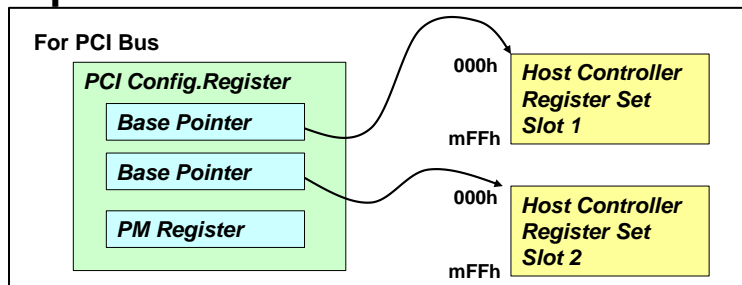 For PCI Bus
PCI Config.Register
Base Pointer
Base Pointer
PM Register
000h
mFFh
Host Controller
Register Set
Slot 1
000h
mFFh
Host Controller
Register Set
Slot 2